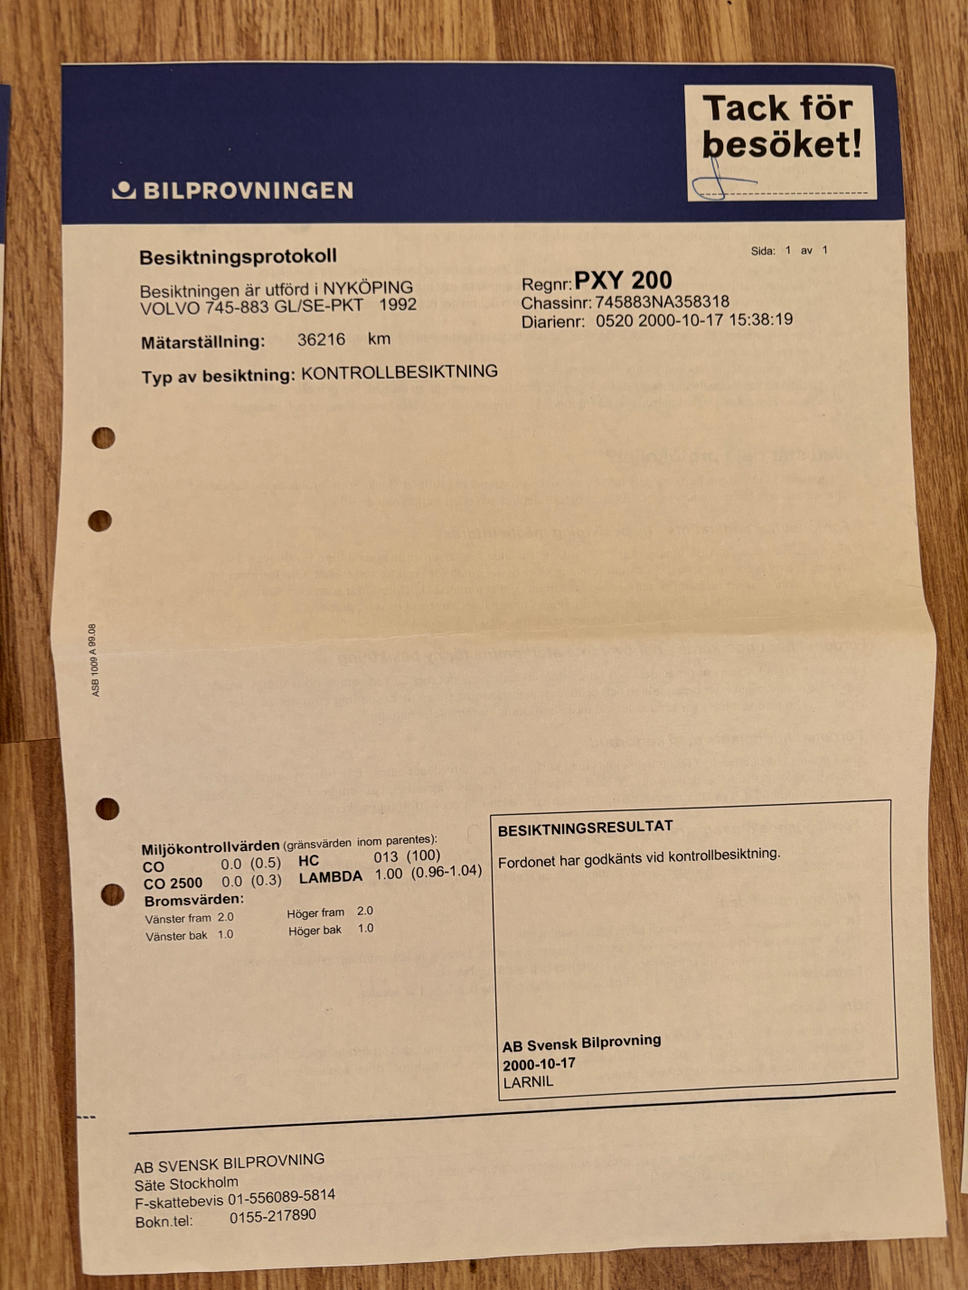 Tack för
besöket!
BILPROVNINGEN
Sida: 1 av 1
Besiktningsprotokoll
Besiktningen är utförd i NYKÖPING
VOLVO 745-883 GL/SE-PKT 1992
Regnr: PXY 200
Chassinr: 745883NA358318
Diarienr: 0520 2000-10-17 15:38:19
Mätarställning: 36216 km
Typ av besiktning: KONTROLLBESIKTNING
ASB 1009 A 99.08
Miljökontrollvärden (gränsvärden inom parentes):
CO 0.0 (0.5) HC 013 (100)
CO 2500 0.0 (0.3) LAMBDA 1.00 (0.96-1.04)
Bromsvärden:
Vänster fram 2.0 Höger fram 2.0
Vänster bak 1.0 Höger bak 1.0
BESIKTNINGSRESULTAT
Fordonet har godkänts vid kontrollbesiktning.
AB Svensk Bilprovning
2000-10-17
LARNIL
AB SVENSK BILPROVNING
Säte Stockholm
F-skattebevis 01-556089-5814
Bokn.tel: 0155-217890